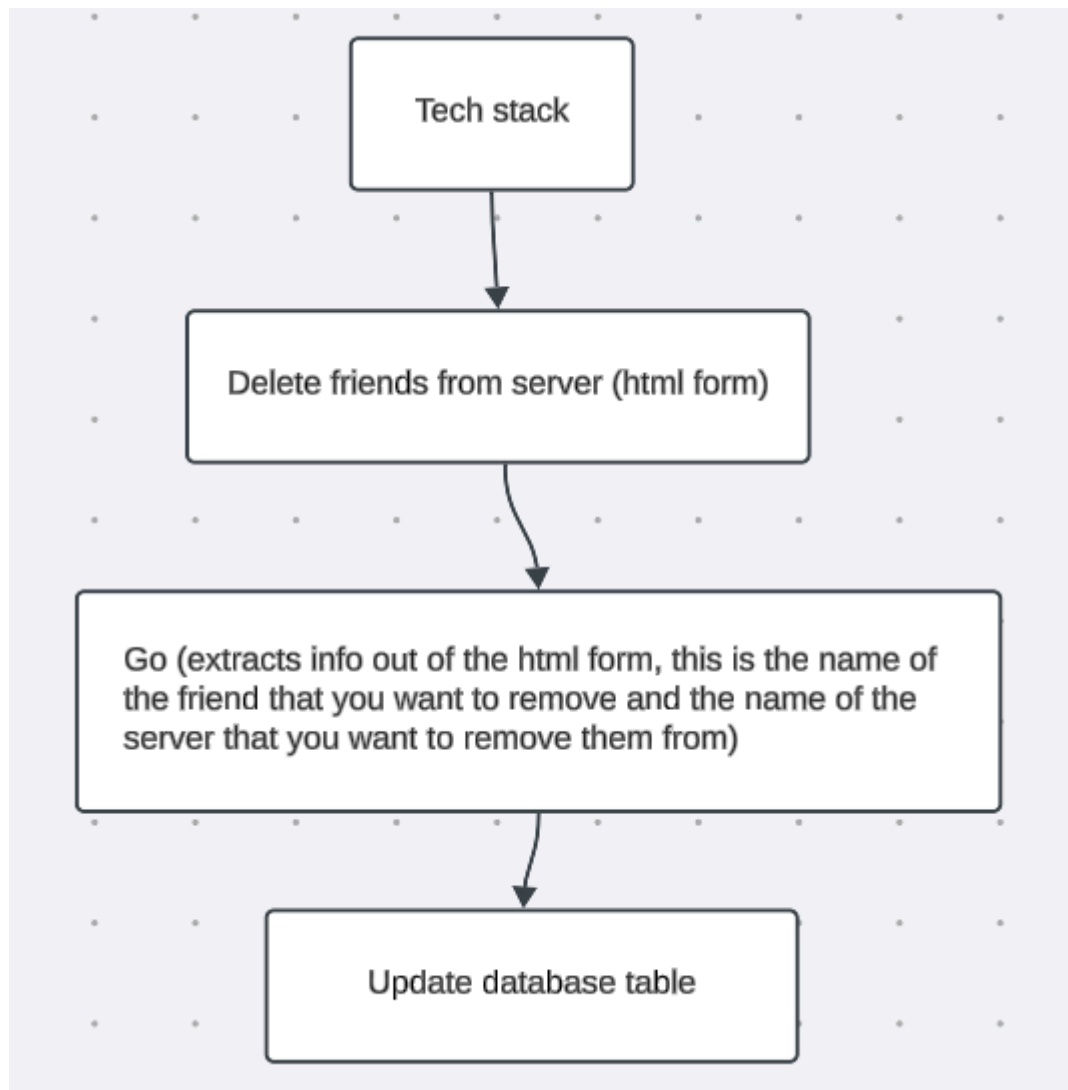 Tech stack
Delete friends from server (html form)
Go (extracts info out of the html form, this is the name of
the friend that you want to remove and the name of the
server that you want to remove them from)
Update database table